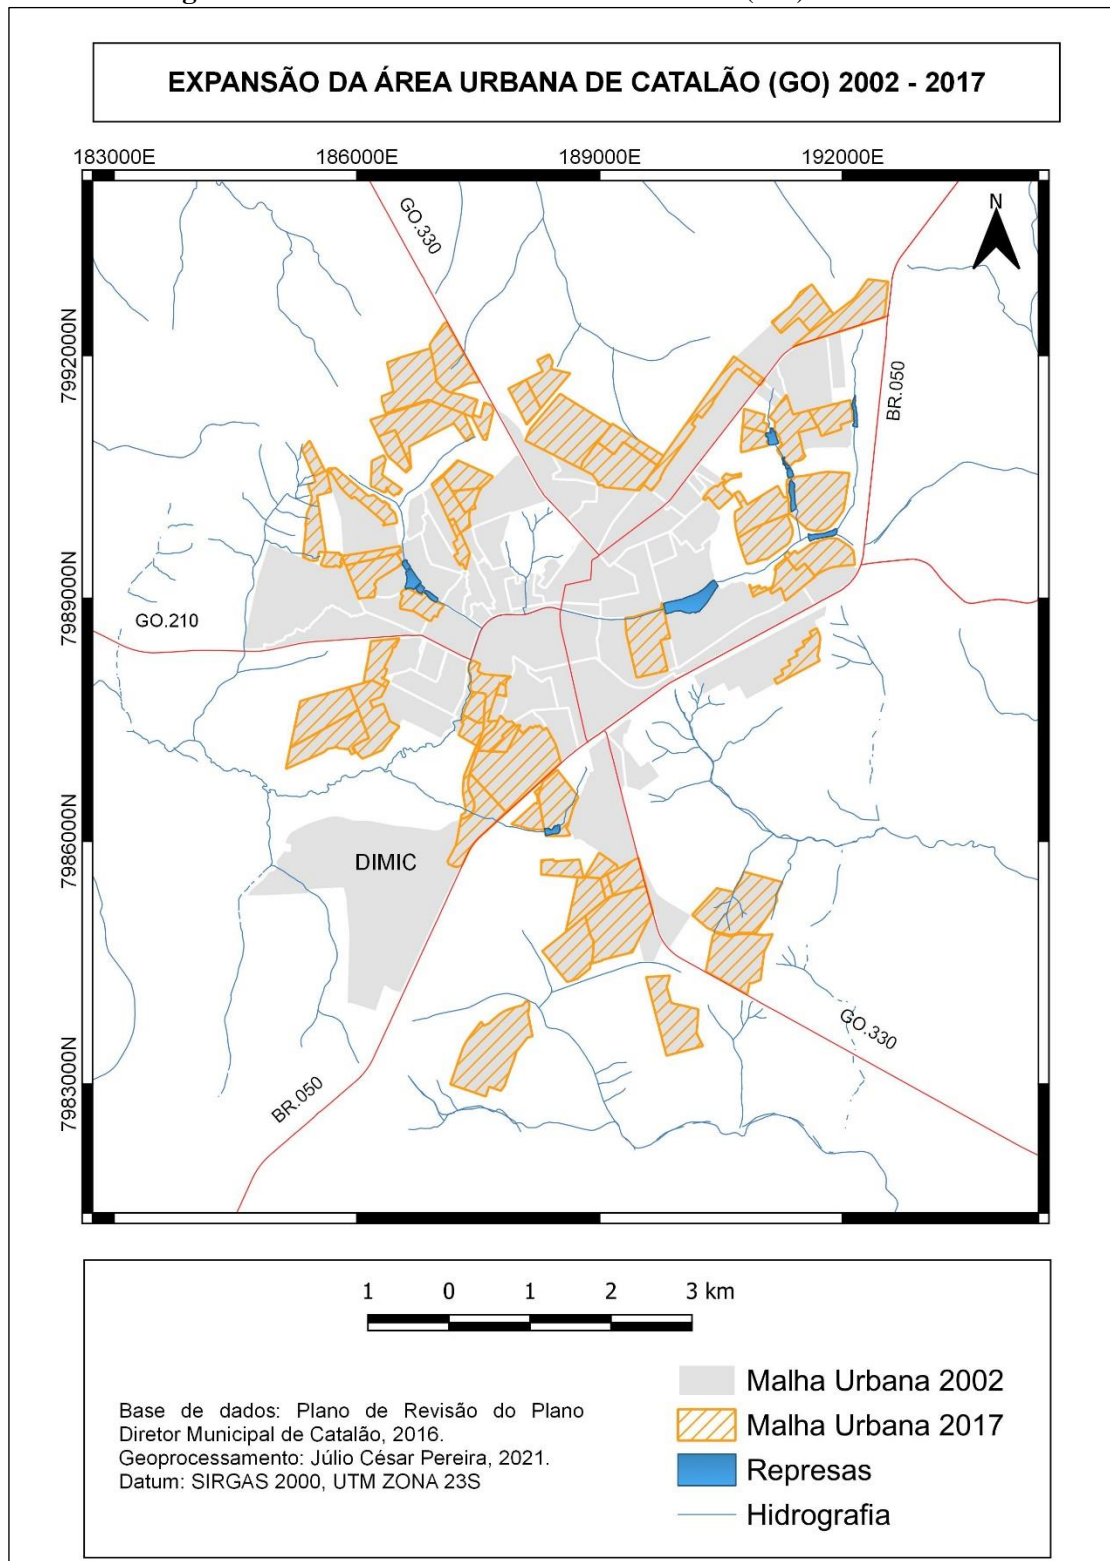 EXPANSÃO DA ÁREA URBANA DE CATALÃO (GO) 2002 - 2017
183000E 186000E 189000E 192000E
N
GO.330
7992000N
BR.050
7989000N
GO.210
7986000N
DIMIC
GO.330
7983000N
BR.050
1 0 1 2 3 km
Malha Urbana 2002
Malha Urbana 2017
Represas
Hidrografia
Base de dados: Plano de Revisão do Plano
Diretor Municipal de Catalão, 2016.
Geoprocessamento: Júlio César Pereira, 2021.
Datum: SIRGAS 2000, UTM ZONA 23S